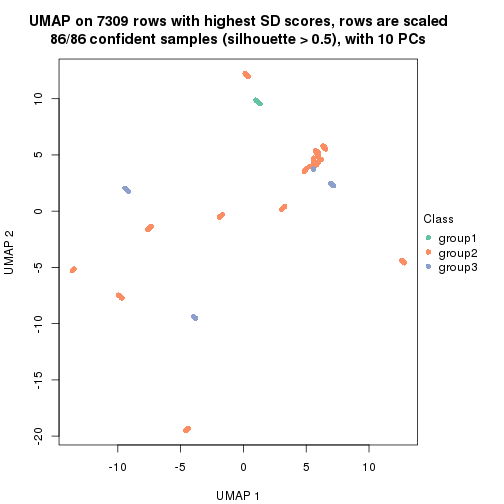 UMAP on 7309 rows with highest SD scores, rows are scaled
86/86 confident samples (silhouette > 0.5), with 10 PCs
10
5
0
-5
-10
-15
-20
UMAP 2
-10
-5
0
5
10
UMAP 1
Class
group1
group2
group3